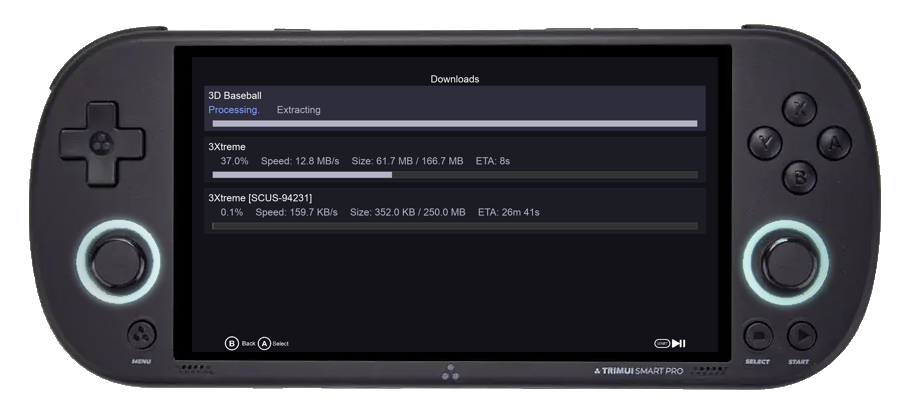 Downloads
3D Baseball
Processing. Extracting
3Xtreme
37.0% Speed: 12.8 MB/s Size: 61.7 MB / 166.7 MB ETA: 8s
3Xtreme [SCUS-94231]
0.1% Speed: 159.7 KB/s Size: 352.0 KB / 250.0 MB ETA: 26m 41s
B Back A Select
START
X
Y
A
B
MENU
SELECT
START
TRIMUI SMART PRO